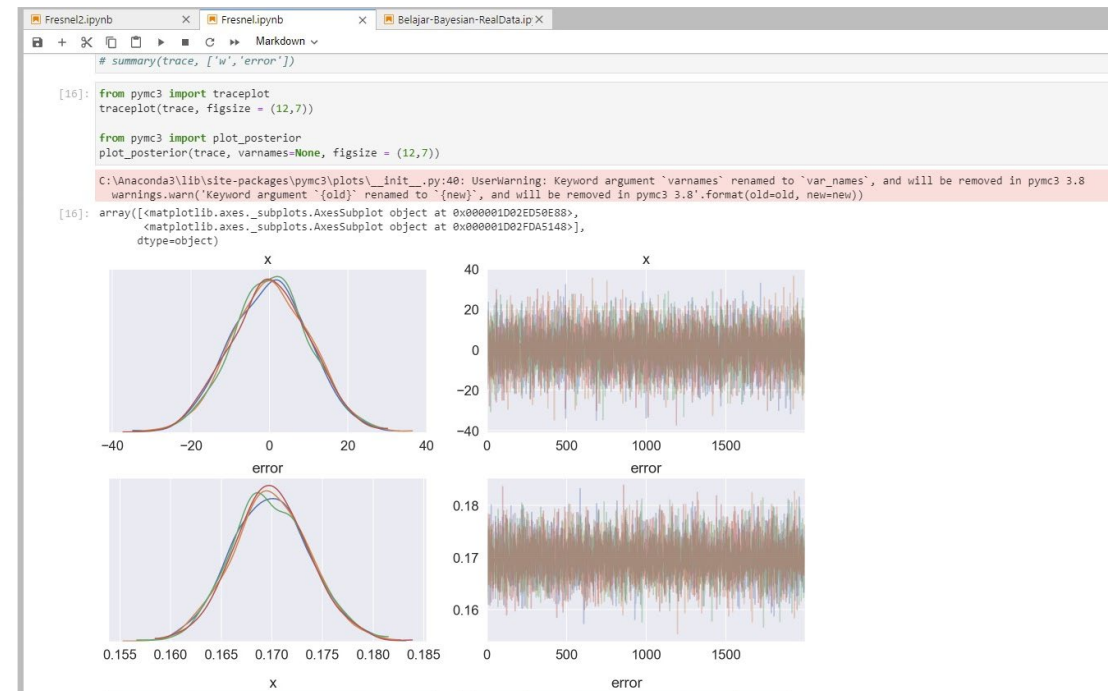 Fresnel2.ipynb
Fresnel.ipynb
Belajar-Bayesian-RealData.ip
Markdown
# summary(trace, ['w','error'])
[16]: from pymc3 import traceplot
traceplot(trace, figsize = (12,7))
from pymc3 import plot_posterior
plot_posterior(trace, varnames=None, figsize = (12,7))
C:\Anaconda3\lib\site-packages\pymc3\plots\__init__.py:40: UserWarning: Keyword argument `varnames` renamed to `var_names`, and will be removed in pymc3 3.8
warnings.warn('Keyword argument `{old}` renamed to `{new}`, and will be removed in pymc3 3.8'.format(old=old, new=new))
[16]: array([<matplotlib.axes._subplots.AxesSubplot object at 0x000001D02ED50E88>,
<matplotlib.axes._subplots.AxesSubplot object at 0x000001D02FDA5148>],
dtype=object)
x
−40 −20 0 20 40
x
40
20
0
−20
−40
0 500 1000 1500
error
0.155 0.160 0.165 0.170 0.175 0.180 0.185
error
0.18
0.17
0.16
0 500 1000 1500
x
error